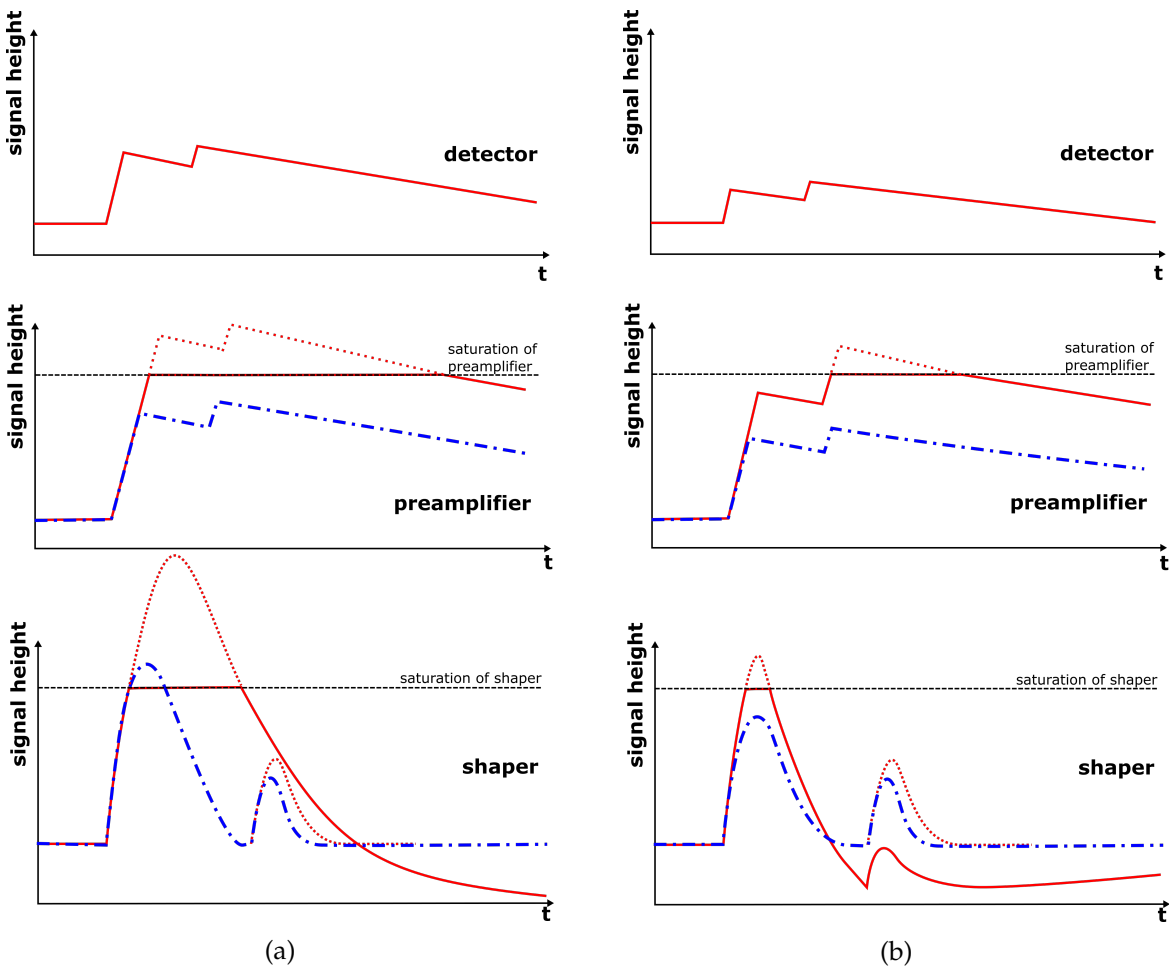 signal height
detector
t
signal height
detector
t
signal height
saturation of
preamplifier
preamplifier
t
signal height
saturation of
preamplifier
preamplifier
t
signal height
saturation of shaper
shaper
t
signal height
saturation of shaper
shaper
t
(a)
(b)